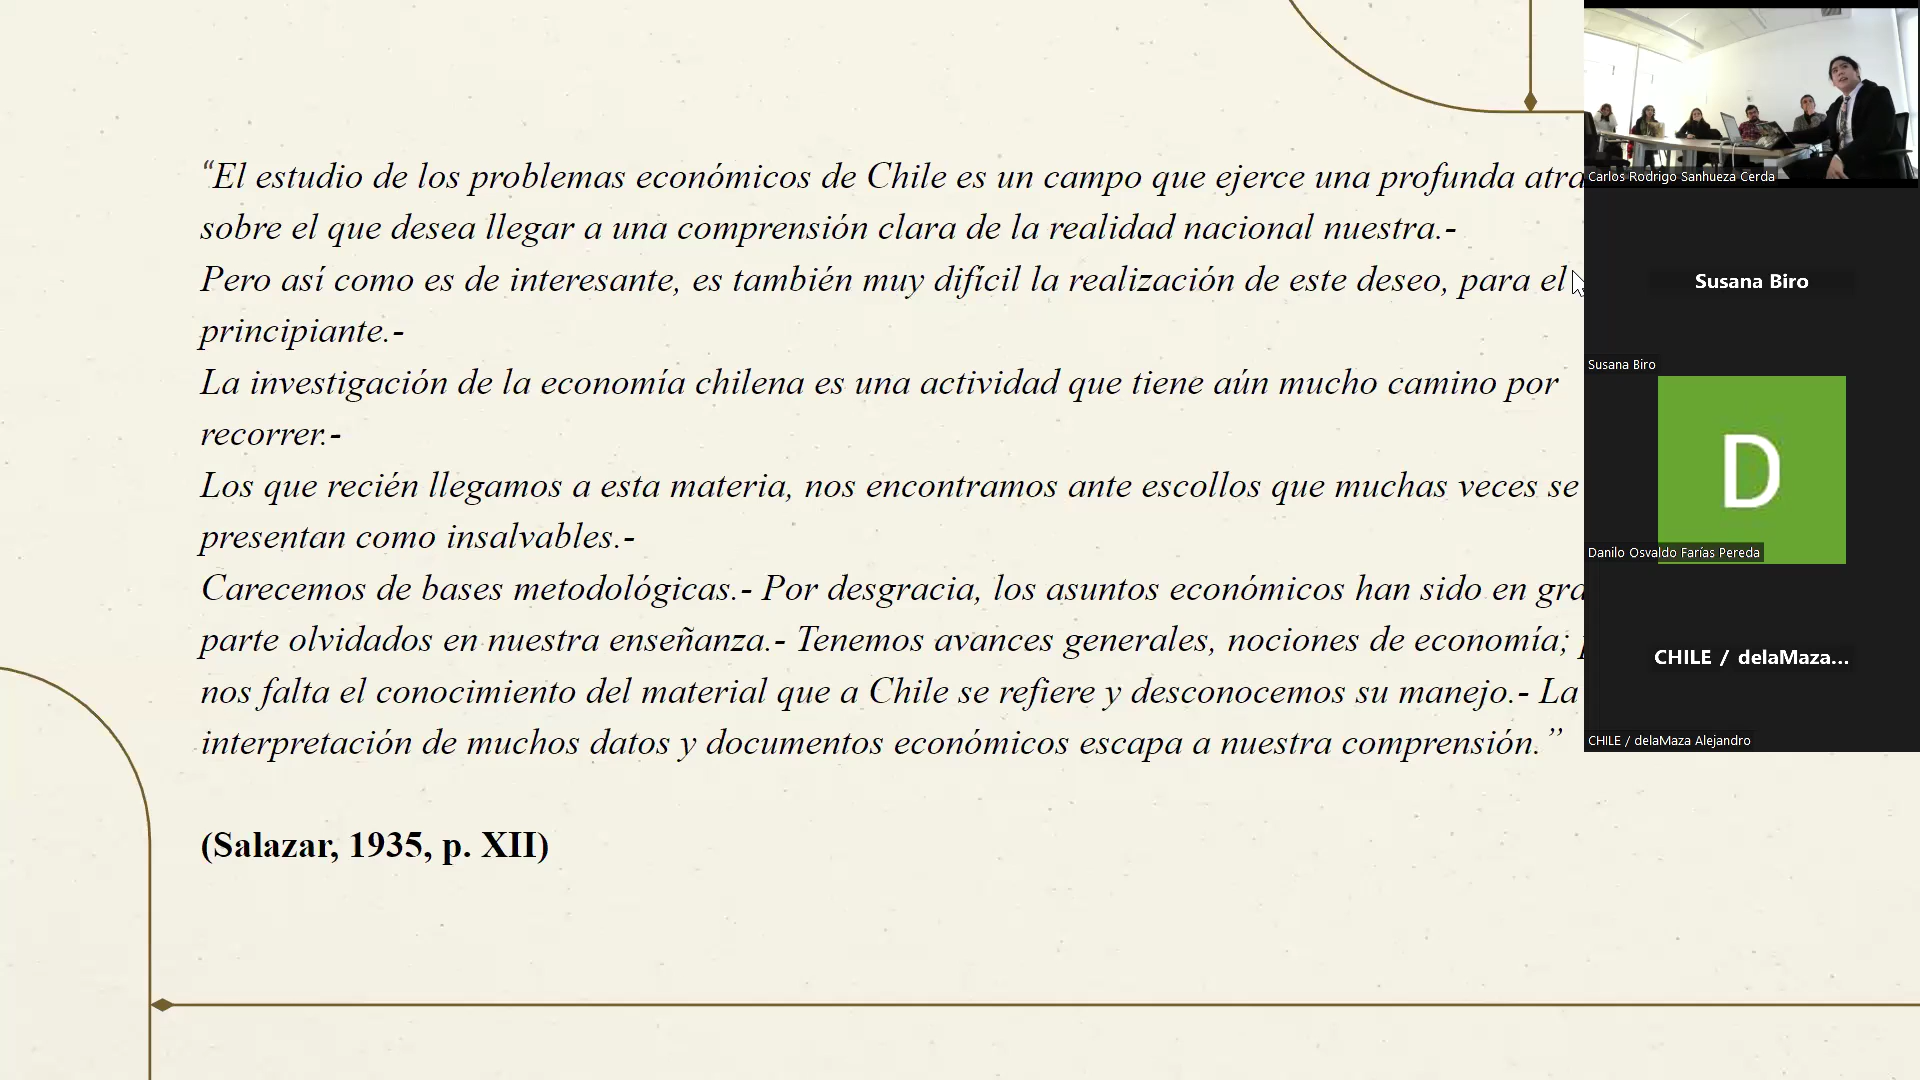 “El estudio de los problemas económicos de Chile es un campo que ejerce una profunda
sobre el que desea llegar a una comprensión clara de la realidad nacional nuestra.-
Pero así como es de interesante, es también muy difícil la realización de este deseo, para el
principiante.-
La investigación de la economía chilena es una actividad que tiene aún mucho camino por
recorrer.-
Los que recién llegamos a esta materia, nos encontramos ante escollos que muchas veces se
presentan como insalvables.-
Carecemos de bases metodológicas.- Por desgracia, los asuntos económicos han sido en
parte olvidados en nuestra enseñanza.- Tenemos avances generales, nociones de economía;
nos falta el conocimiento del material que a Chile se refiere y desconocemos su manejo.- La
interpretación de muchos datos y documentos económicos escapa a nuestra comprensión.”
(Salazar, 1935, p. XII)
Carlos Rodrigo Sanhueza Cerda
Susana Biro
Susana Biro
D
Danilo Osvaldo Farías Pereda
CHILE / delaMaza...
CHILE / delaMaza Alejandro